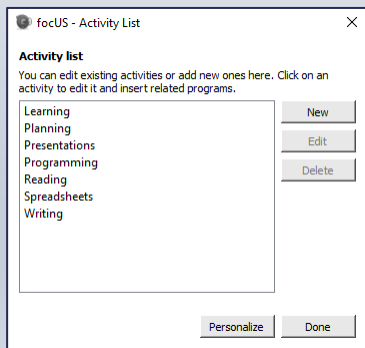 focUS - Activity List
Activity list
You can edit existing activities or add new ones here. Click on an
activity to edit it and insert related programs.
Learning
Planning
Presentations
Programming
Reading
Spreadsheets
Writing
New
Edit
Delete
Personalize
Done